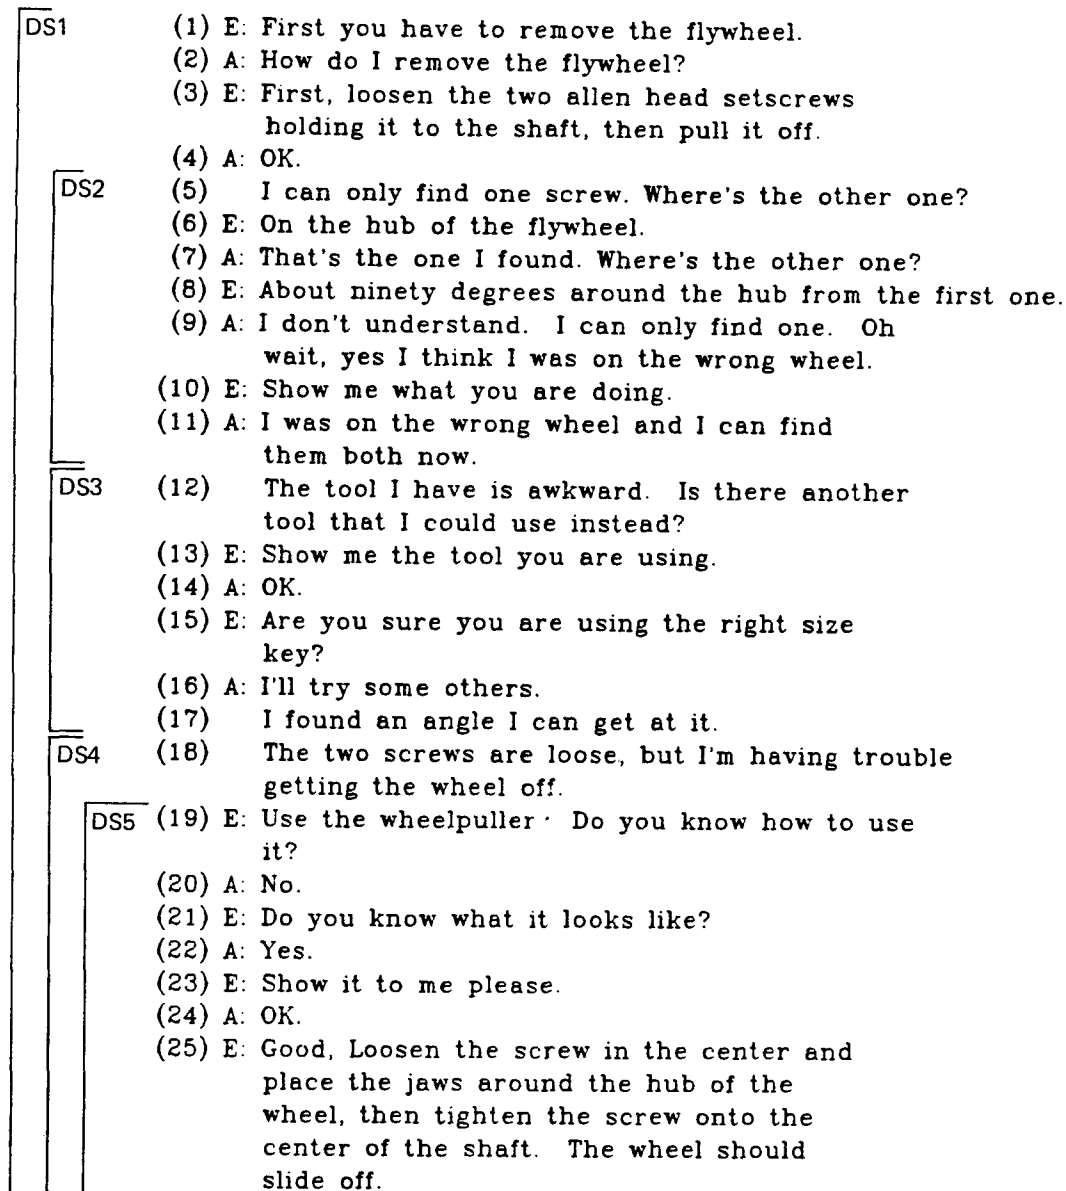 DS1 (1) E: First you have to remove the flywheel.
(2) A: How do I remove the flywheel?
(3) E: First, loosen the two allen head setscrews
holding it to the shaft, then pull it off.
(4) A: OK.
DS2 (5) I can only find one screw. Where's the other one?
(6) E: On the hub of the flywheel.
(7) A: That's the one I found. Where's the other one?
(8) E: About ninety degrees around the hub from the first one.
(9) A: I don't understand. I can only find one. Oh
wait, yes I think I was on the wrong wheel.
(10) E: Show me what you are doing.
(11) A: I was on the wrong wheel and I can find
them both now.
DS3 (12) The tool I have is awkward. Is there another
tool that I could use instead?
(13) E: Show me the tool you are using.
(14) A: OK.
(15) E: Are you sure you are using the right size
key?
(16) A: I'll try some others.
(17) I found an angle I can get at it.
DS4 (18) The two screws are loose, but I'm having trouble
getting the wheel off.
DS5 (19) E: Use the wheelpuller · Do you know how to use
it?
(20) A: No.
(21) E: Do you know what it looks like?
(22) A: Yes.
(23) E: Show it to me please.
(24) A: OK.
(25) E: Good, Loosen the screw in the center and
place the jaws around the hub of the
wheel, then tighten the screw onto the
center of the shaft. The wheel should
slide off.